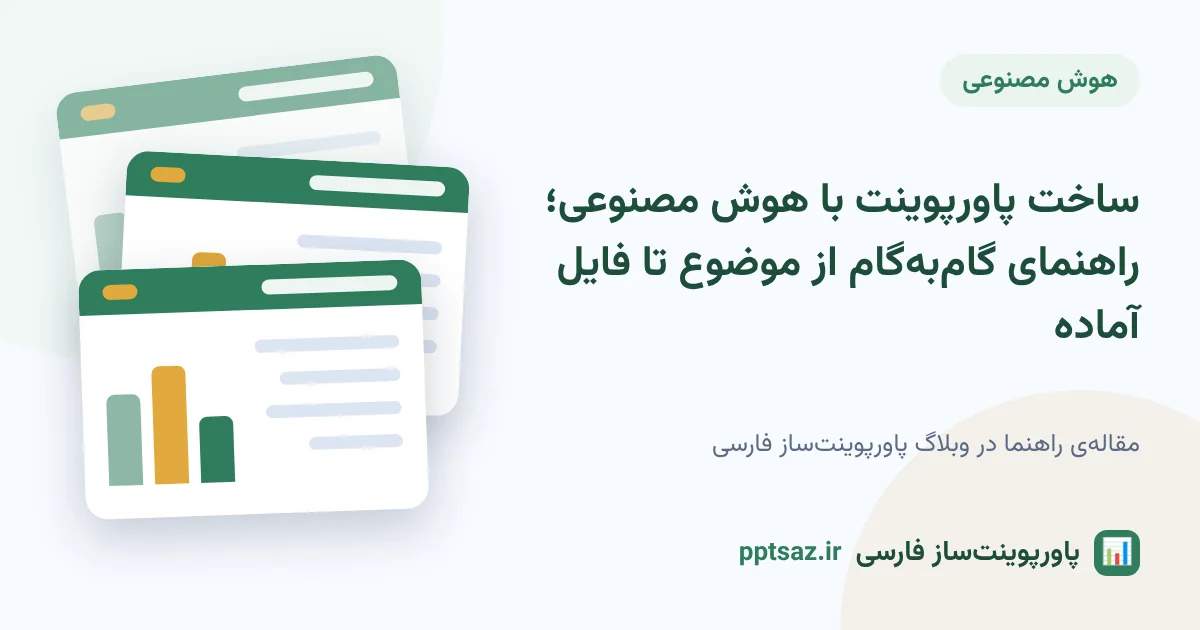 هوش مصنوعی
ساخت پاورپوینت با هوش مصنوعی؛
راهنمای گام‌به‌گام از موضوع تا فایل
آماده
مقاله‌ی راهنما در وبلاگ پاورپوینت‌ساز فارسی
پاورپوینت‌ساز فارسی pptsaz.ir